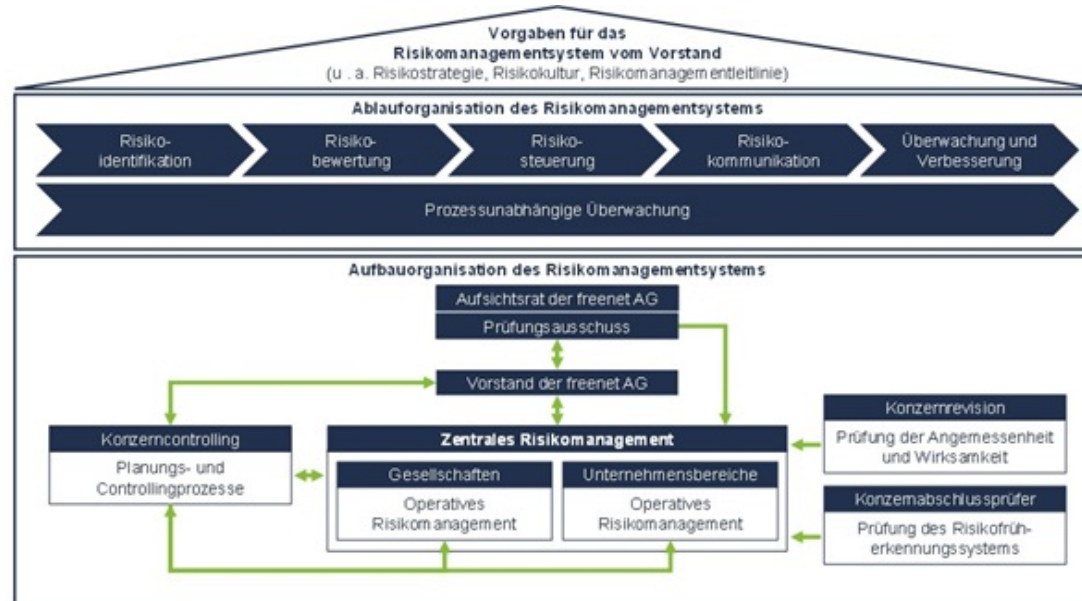 Vorgaben für das
Risikomanagementsystem vom Vorstand
(u . a. Risikostrategie, Risikokultur, Risikomanagementleitlinie)
Ablauforganisation des Risikomanagementsystems
Risiko-
identifikation
Risiko-
bewertung
Risiko-
steuerung
Risiko-
kommunikation
Überwachung und
Verbesserung
Prozessunabhängige Überwachung
Aufbauorganisation des Risikomanagementsystems
Aufsichtsrat der freenet AG
Prüfungsausschuss
Vorstand der freenet AG
Konzerncontrolling
Planungs- und
Controllingprozesse
Zentrales Risikomanagement
Gesellschaften
Operatives
Risikomanagement
Unternehmensbereiche
Operatives
Risikomanagement
Konzernrevision
Prüfung der Angemessenheit
und Wirksamkeit
Konzernabschlussprüfer
Prüfung des Risikofrüh-
erkennungssystems